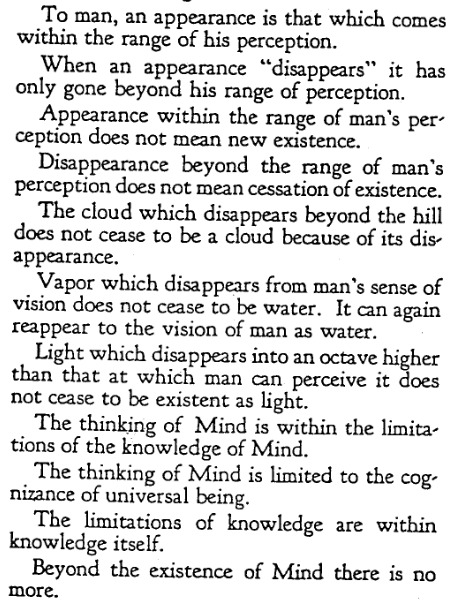 To man, an appearance is that which comes
within the range of his perception.
When an appearance “disappears” it has
only gone beyond his range of perception.
Appearance within the range of man's per-
ception does not mean new existence.
Disappearance beyond the range of man's
perception does not mean cessation of existence.
The cloud which disappears beyond the hill
does not cease to be a cloud because of its dis-
appearance.
Vapor which disappears from man's sense of
vision does not cease to be water. It can again
reappear to the vision of man as water.
Light which disappears into an octave higher
than that at which man can perceive it does
not cease to be existent as light.
The thinking of Mind is within the limita-
tions of the knowledge of Mind.
The thinking of Mind is limited to the cog-
nizance of universal being.
The limitations of knowledge are within
knowledge itself.
Beyond the existence of Mind there is no
more.